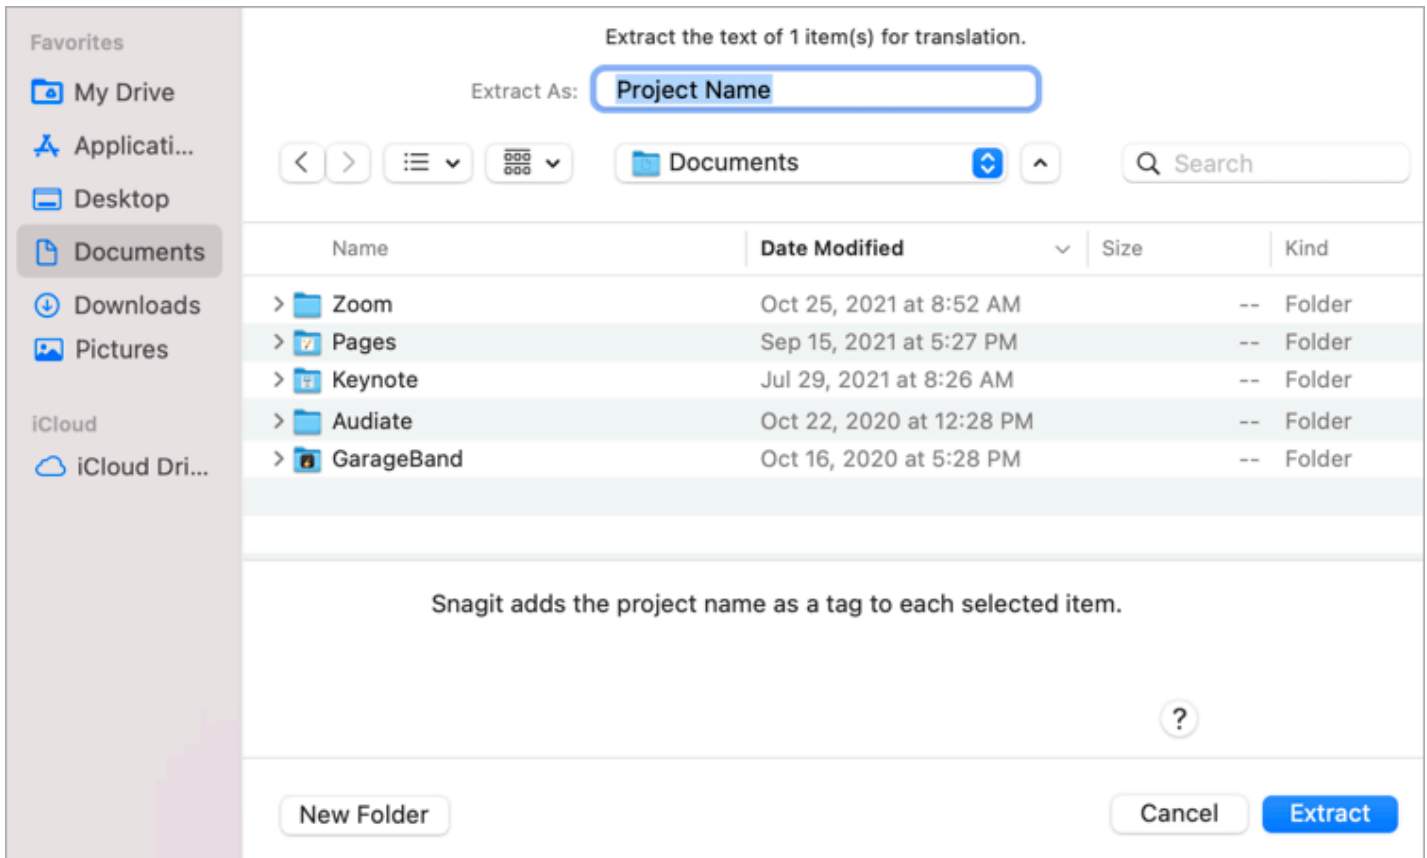 Favorites
My Drive
Applicati...
Desktop
Documents
Downloads
Pictures
iCloud
iCloud Dri...
Extract the text of 1 item(s) for translation.
Extract As: Project Name
Documents
Search
Name Date Modified Size Kind
Zoom Oct 25, 2021 at 8:52 AM -- Folder
Pages Sep 15, 2021 at 5:27 PM -- Folder
Keynote Jul 29, 2021 at 8:26 AM -- Folder
Audiate Oct 22, 2020 at 12:28 PM -- Folder
GarageBand Oct 16, 2020 at 5:28 PM -- Folder
Snagit adds the project name as a tag to each selected item.
?
New Folder Cancel Extract